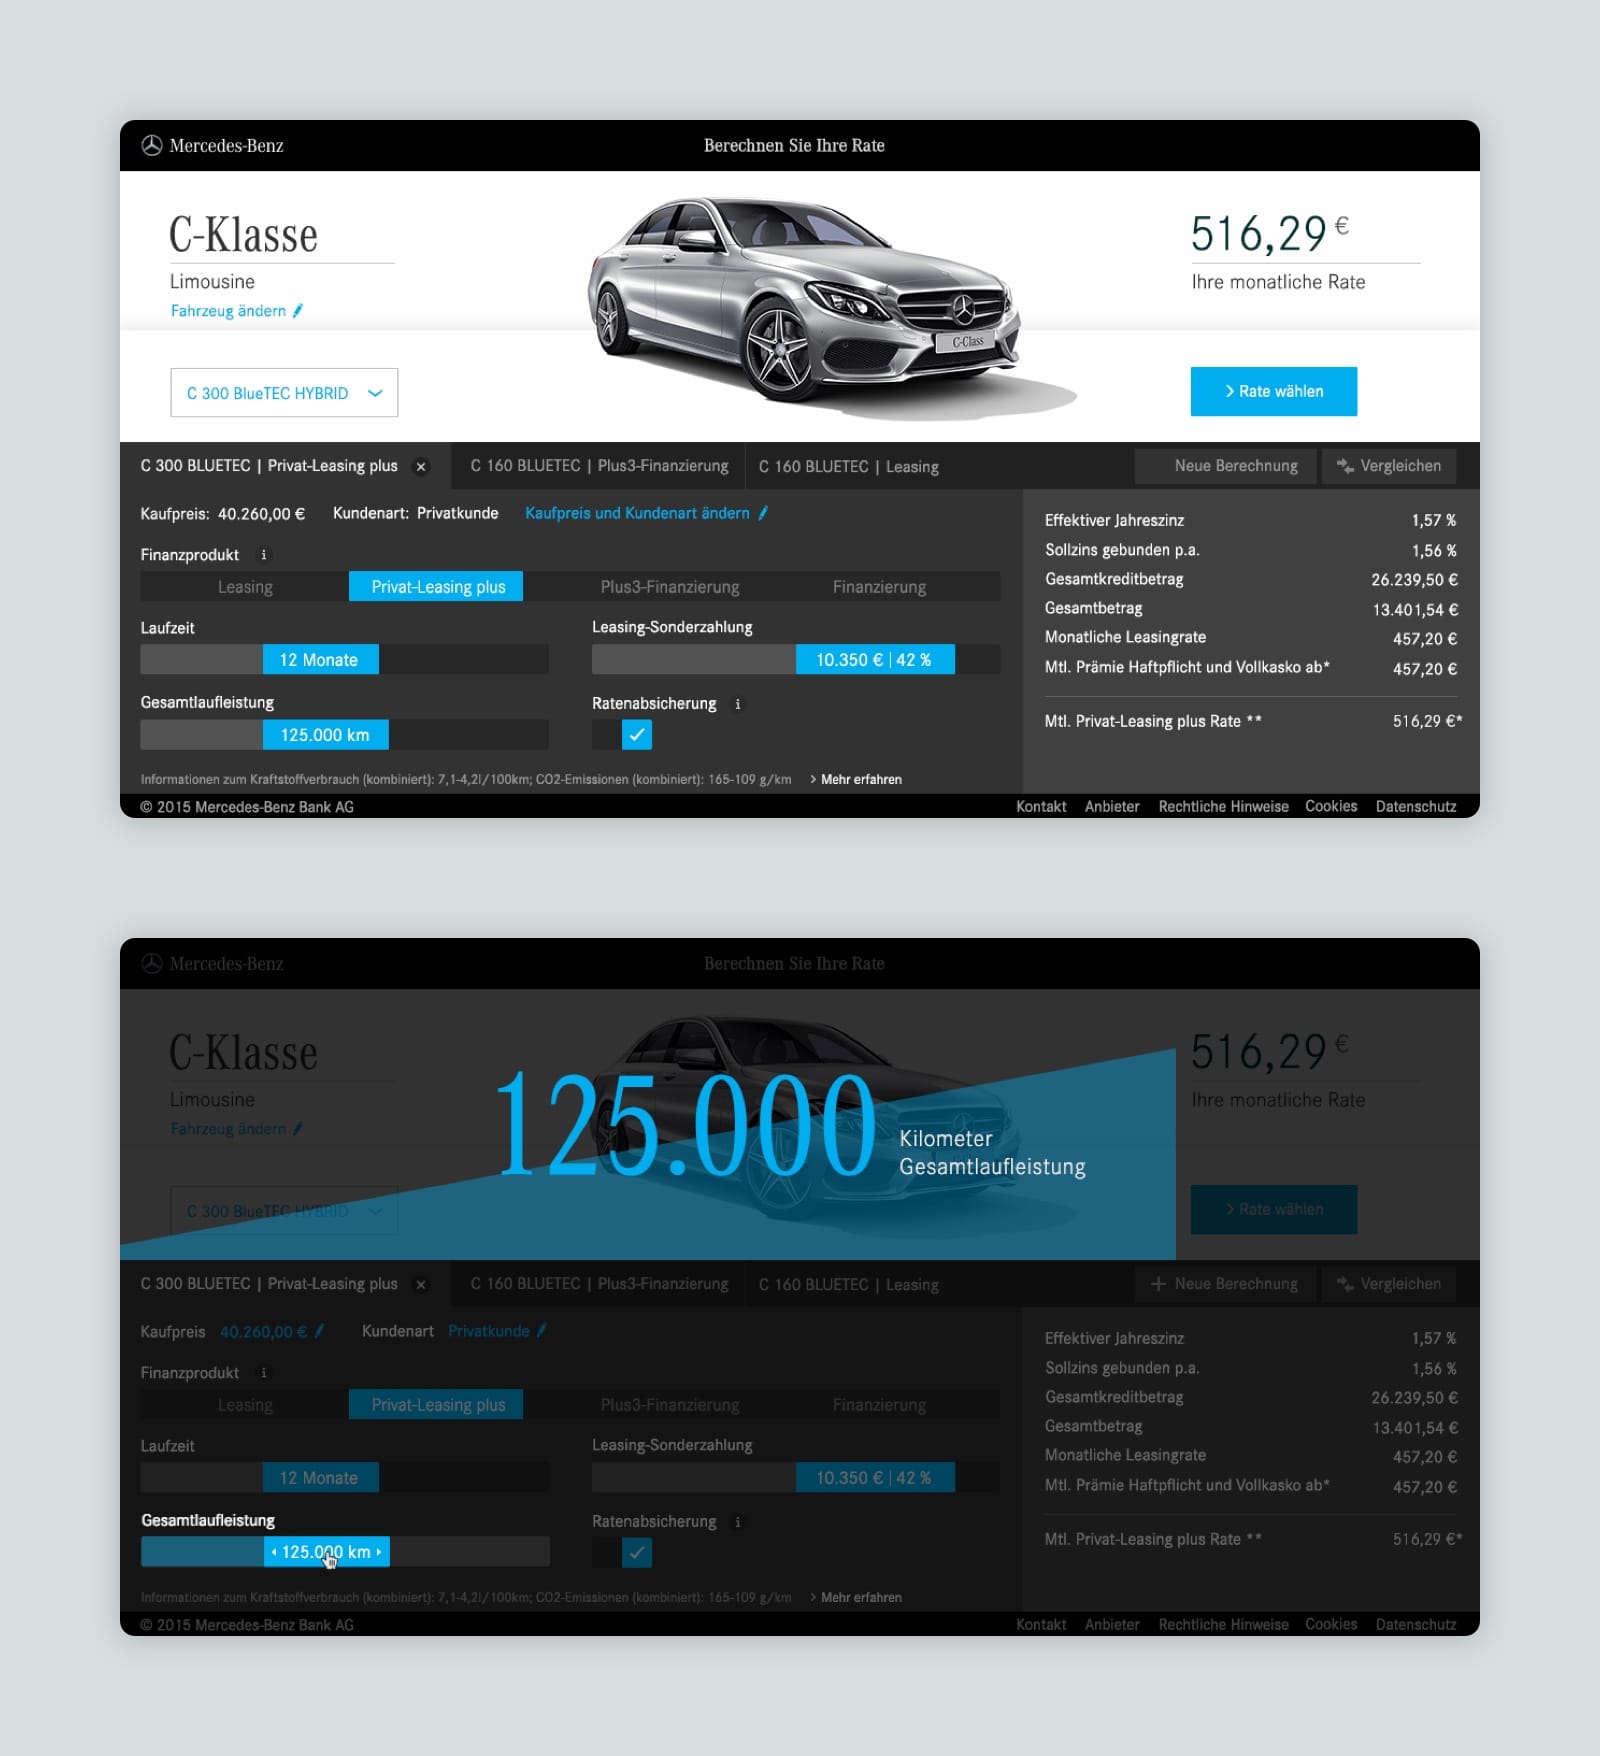 Mercedes-Benz
Berechnen Sie Ihre Rate
C-Klasse
Limousine
Fahrzeug ändern
C 300 BlueTEC HYBRID
C-Class
516,29 €
Ihre monatliche Rate
> Rate wählen
C 300 BLUETEC | Privat-Leasing plus
C 160 BLUETEC | Plus3-Finanzierung
C 160 BLUETEC | Leasing
Neue Berechnung
Vergleichen
Kaufpreis: 40.260,00 € Kundenart: Privatkunde Kaufpreis und Kundenart ändern
Finanzprodukt i
Leasing Privat-Leasing plus Plus3-Finanzierung Finanzierung
Laufzeit
12 Monate
Leasing-Sonderzahlung
10.350 € | 42 %
Gesamtlaufleistung
125.000 km
Ratenabsicherung i
Informationen zum Kraftstoffverbrauch (kombiniert): 7,1-4,2l/100km; CO2-Emissionen (kombiniert): 165-109 g/km > Mehr erfahren
Effektiver Jahreszinz 1,57 %
Sollzins gebunden p.a. 1,56 %
Gesamtkreditbetrag 26.239,50 €
Gesamtbetrag 13.401,54 €
Monatliche Leasingrate 457,20 €
Mtl. Prämie Haftpflicht und Vollkasko ab* 457,20 €
Mtl. Privat-Leasing plus Rate ** 516,29 €*
© 2015 Mercedes-Benz Bank AG
Kontakt Anbieter Rechtliche Hinweise Cookies Datenschutz
Mercedes-Benz
Berechnen Sie Ihre Rate
C-Klasse
Limousine
Fahrzeug ändern
C 300 BlueTEC HYBRID
125.000
Kilometer
Gesamtlaufleistung
516,29 €
Ihre monatliche Rate
> Rate wählen
C 300 BLUETEC | Privat-Leasing plus
C 160 BLUETEC | Plus3-Finanzierung
C 160 BLUETEC | Leasing
+ Neue Berechnung
Vergleichen
Kaufpreis 40.260,00 € Kundenart Privatkunde
Finanzprodukt i
Leasing Privat-Leasing plus Plus3-Finanzierung Finanzierung
Laufzeit
12 Monate
Leasing-Sonderzahlung
10.350 € | 42 %
Gesamtlaufleistung
125.000 km
Ratenabsicherung i
Informationen zum Kraftstoffverbrauch (kombiniert): 7,1-4,2l/100km; CO2-Emissionen (kombiniert): 165-109 g/km > Mehr erfahren
Effektiver Jahreszinz 1,57 %
Sollzins gebunden p.a. 1,56 %
Gesamtkreditbetrag 26.239,50 €
Gesamtbetrag 13.401,54 €
Monatliche Leasingrate 457,20 €
Mtl. Prämie Haftpflicht und Vollkasko ab* 457,20 €
Mtl. Privat-Leasing plus Rate ** 516,29 €*
© 2015 Mercedes-Benz Bank AG
Kontakt Anbieter Rechtliche Hinweise Cookies Datenschutz